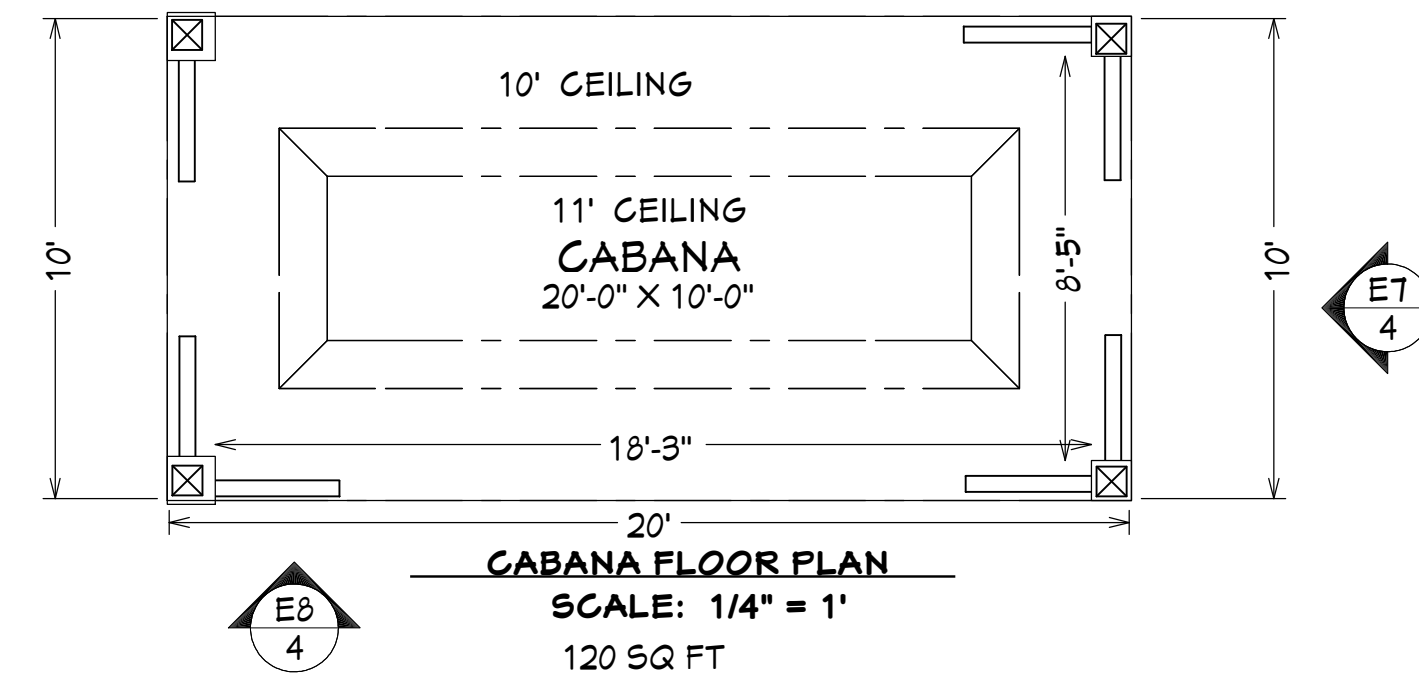 10' CEILING
11' CEILING
CABANA
20'-0" X 10'-0"
10'
8'-5"
10'
E7
4
18'-3"
20'
CABANA FLOOR PLAN
SCALE: 1/4" = 1'
120 SQ FT
E8
4